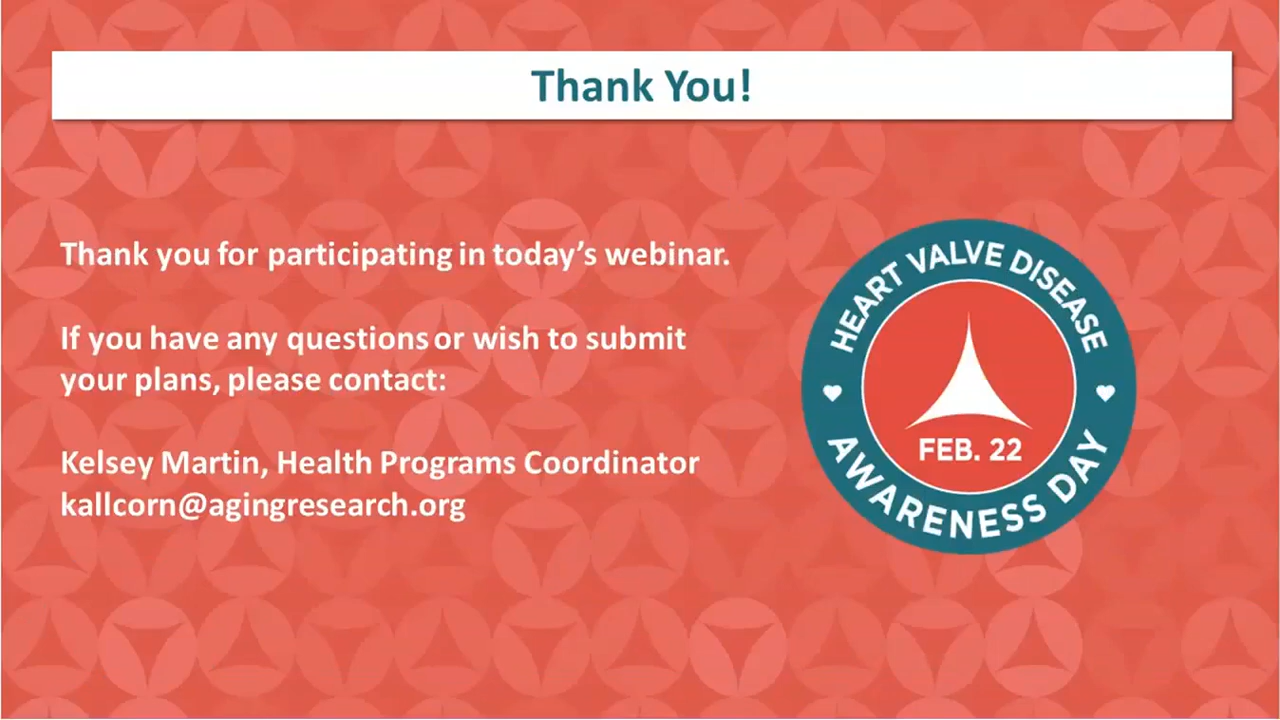 Thank You!
Thank you for participating in today’s webinar.
If you have any questions or wish to submit
your plans, please contact:
Kelsey Martin, Health Programs Coordinator
kallcorn@agingresearch.org
HEART VALVE DISEASE
FEB. 22
AWARENESS DAY